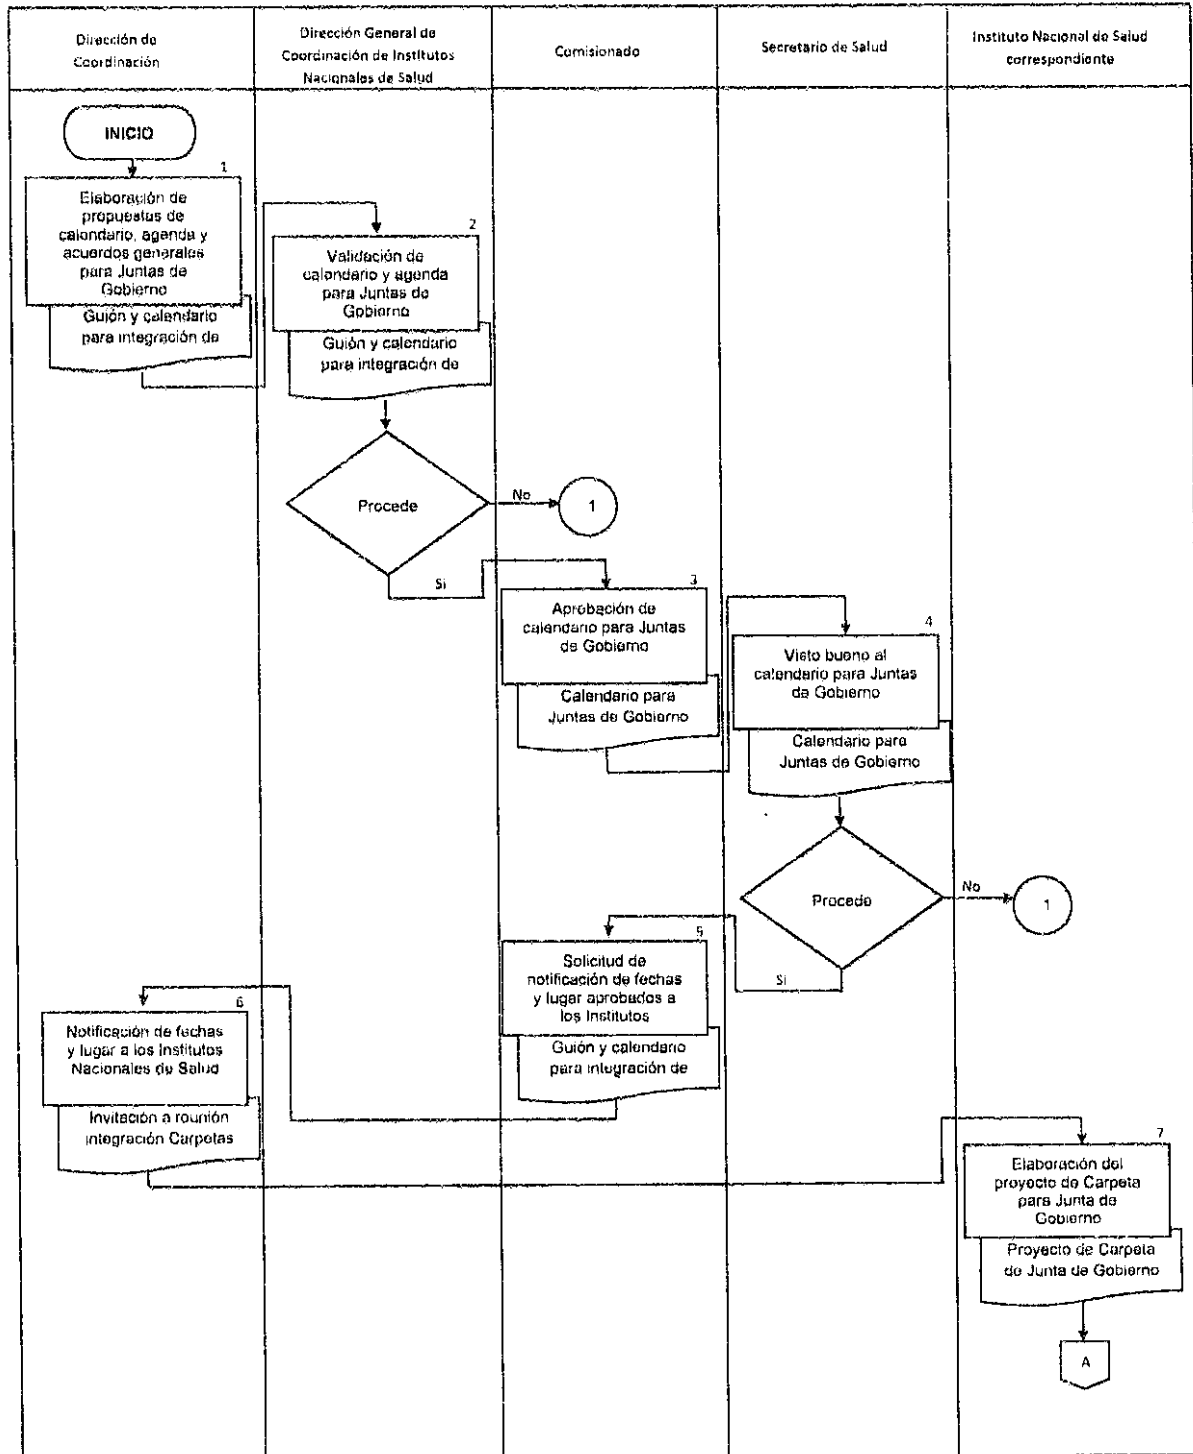 Dirección de
Coordinación
Dirección General de
Coordinación de Institutos
Nacionales de Salud
Comisionado
Secretario de Salud
Instituto Nacional de Salud
correspondiente
INICIO
1
Elaboración de
propuestas de
calendario, agenda y
acuerdos generales
para Juntas de
Gobierno
Guión y calendario
para integración de
2
Validación de
calendario y agenda
para Juntas de
Gobierno
Guión y calendario
para integración de
Procede
No
1
Si
3
Aprobación de
calendario para Juntas
de Gobierno
Calendario para
Juntas de Gobierno
4
Visto bueno al
calendario para Juntas
de Gobierno
Calendario para
Juntas de Gobierno
Procede
No
1
Si
5
Solicitud de
notificación de fechas
y lugar aprobados a
los Institutos
Guión y calendario
para integración de
6
Notificación de fechas
y lugar a los Institutos
Nacionales de Salud
Invitación a reunión
integración Carpetas
7
Elaboración del
proyecto de Carpeta
para Junta de
Gobierno
Proyecto de Carpeta
de Junta de Gobierno
A